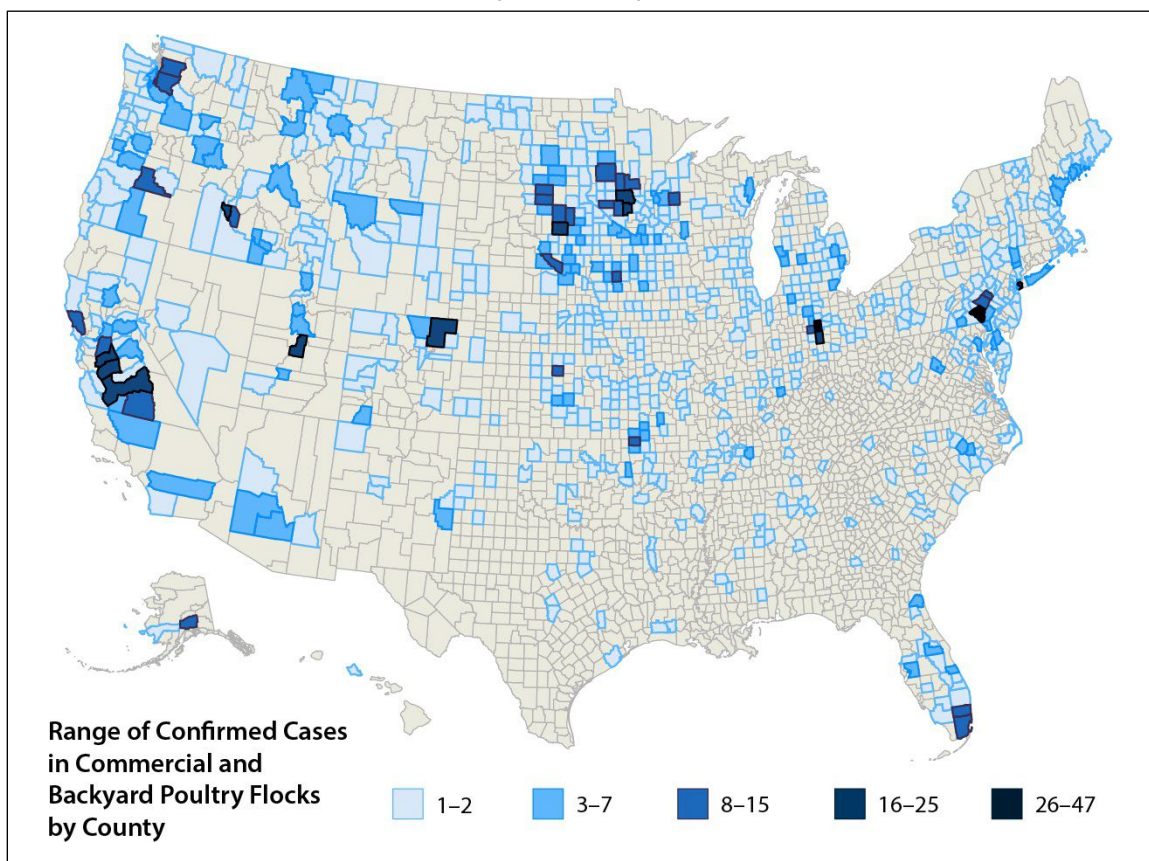 Range of Confirmed Cases
in Commercial and
Backyard Poultry Flocks
by County
1–2
3–7
8–15
16–25
26–47